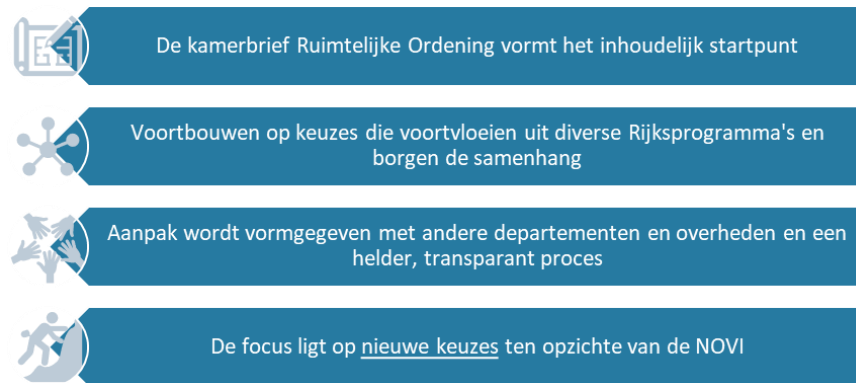 De kamerbrief Ruimtelijke Ordening vormt het inhoudelijk startpunt
Voortbouwen op keuzes die voortvloeien uit diverse Rijksprogramma's en
borgen de samenhang
Aanpak wordt vormgegeven met andere departementen en overheden en een
helder, transparant proces
De focus ligt op nieuwe keuzes ten opzichte van de NOVI